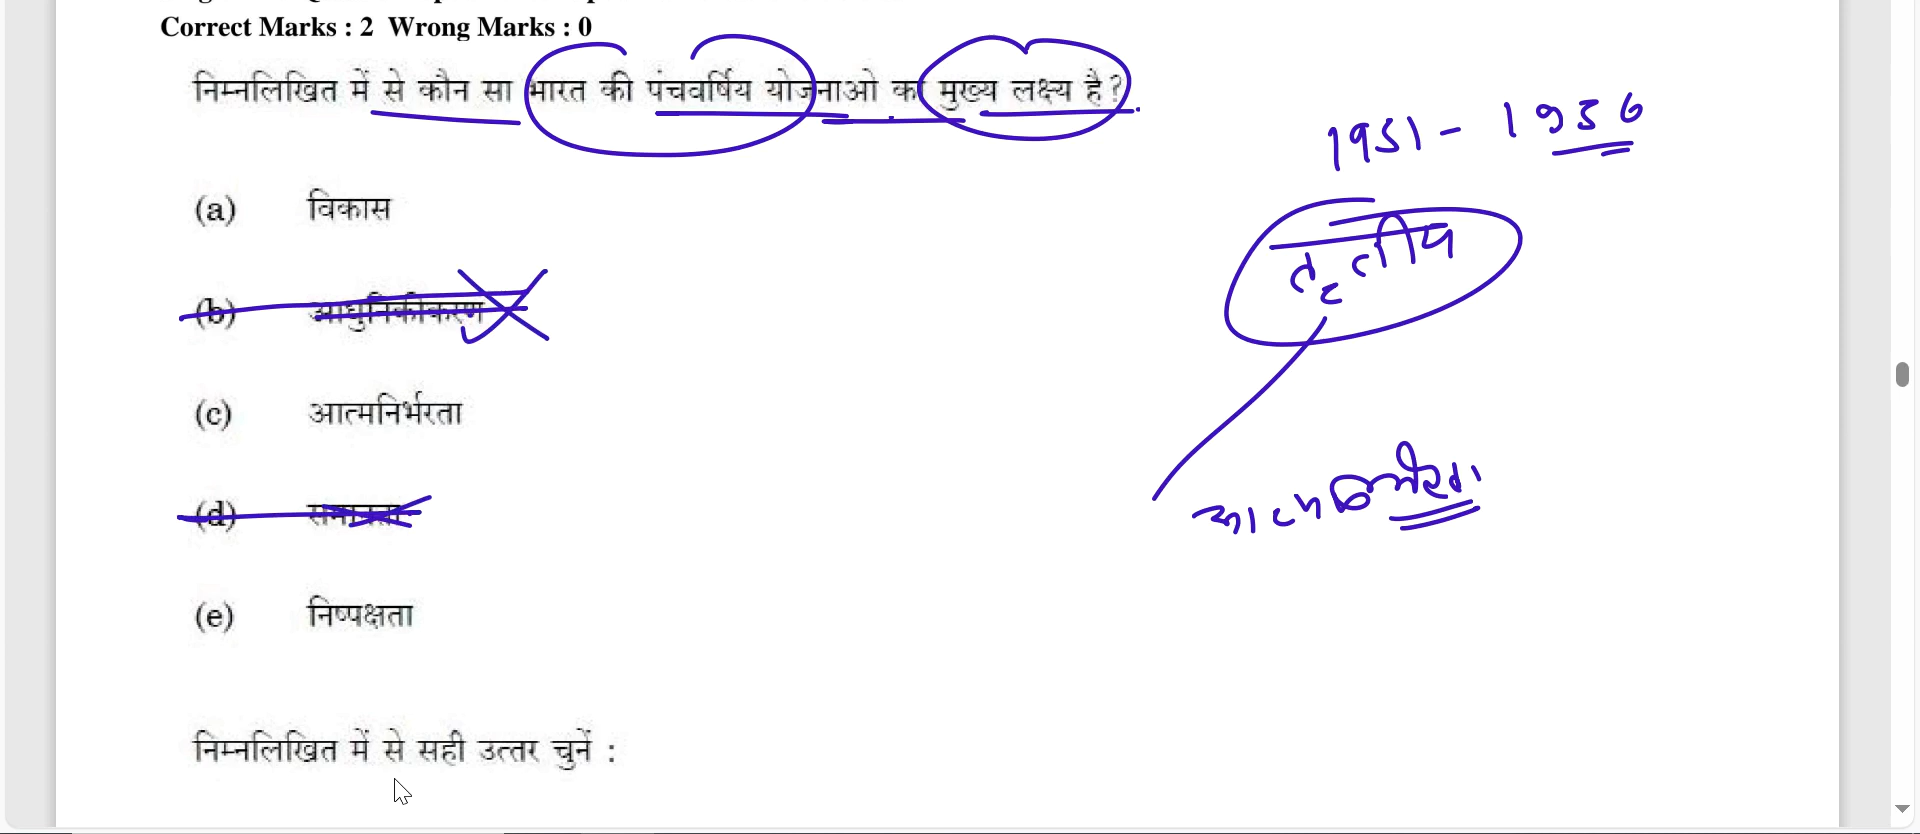 Correct Marks : 2 Wrong Marks : 0
निम्नलिखित में से कौन सा भारत की पंचवर्षिय योजनाओ का मुख्य लक्ष्य है?
1951 - 1956
(a) विकास
तृतीय
(b) आधुनिकीकरण
(c) आत्मनिर्भरता
आत्मनिर्भरता
(d) समानता
(e) निष्पक्षता
निम्नलिखित में से सही उत्तर चुनें :